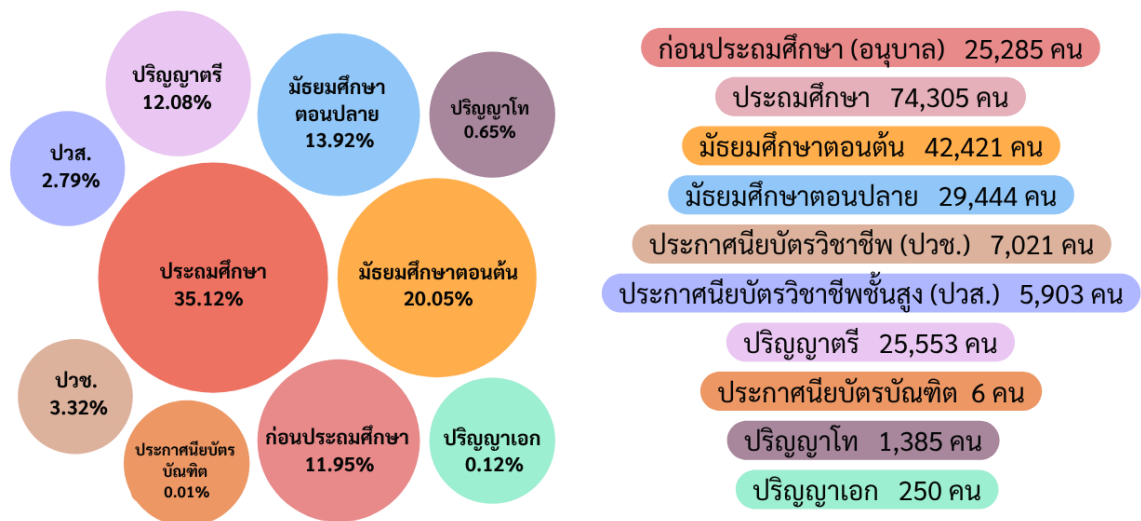 ปริญญาตรี
12.08%
มัธยมศึกษา
ตอนปลาย
13.92%
ปริญญาโท
0.65%
ปวส.
2.79%
ประถมศึกษา
35.12%
มัธยมศึกษาตอนต้น
20.05%
ปวช.
3.32%
ประกาศนียบัตร
บัณฑิต
0.01%
ก่อนประถมศึกษา
11.95%
ปริญญาเอก
0.12%
ก่อนประถมศึกษา (อนุบาล) 25,285 คน
ประถมศึกษา 74,305 คน
มัธยมศึกษาตอนต้น 42,421 คน
มัธยมศึกษาตอนปลาย 29,444 คน
ประกาศนียบัตรวิชาชีพ (ปวช.) 7,021 คน
ประกาศนียบัตรวิชาชีพชั้นสูง (ปวส.) 5,903 คน
ปริญญาตรี 25,553 คน
ประกาศนียบัตรบัณฑิต 6 คน
ปริญญาโท 1,385 คน
ปริญญาเอก 250 คน